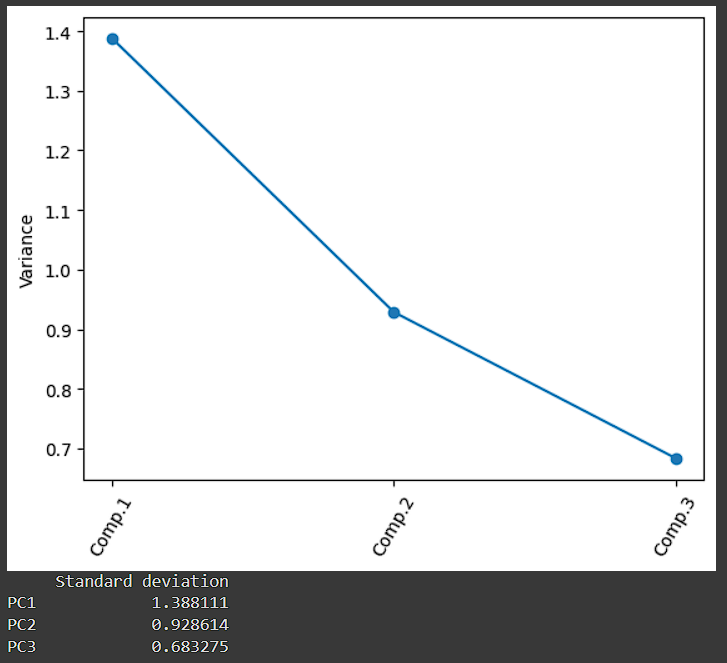 1.4
1.3
1.2
1.1
1.0
0.9
0.8
0.7
Variance
Comp.1
Comp.2
Comp.3
Standard deviation
PC1 1.388111
PC2 0.928614
PC3 0.683275